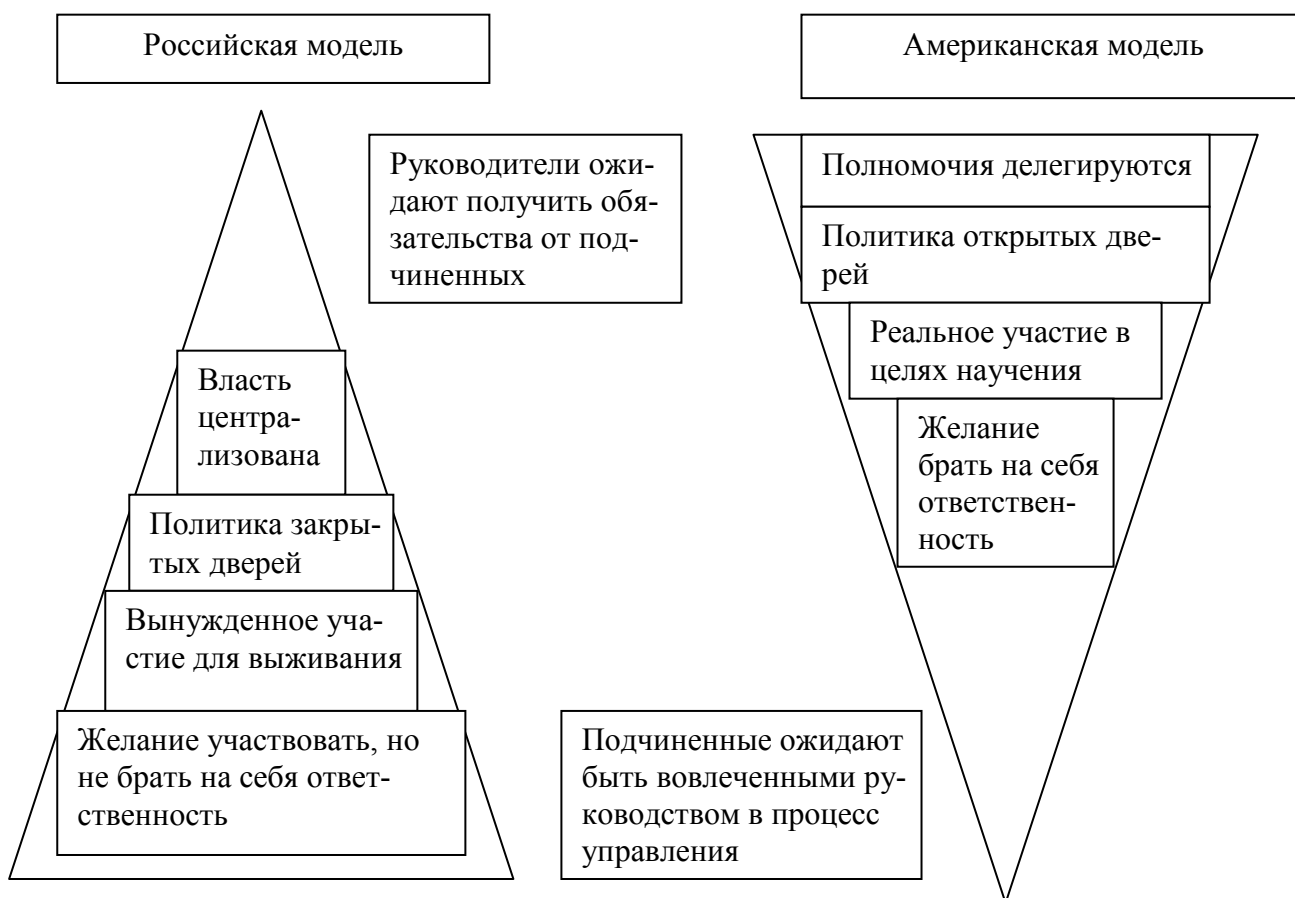 Российская модель
Американская модель
Руководители ожи-
дают получить обя-
зательства от под-
чиненных
Полномочия делегируются
Политика открытых две-
рей
Реальное участие в
целях научения
Власть
центра-
лизована
Желание
брать на себя
ответствен-
ность
Политика закры-
тых дверей
Вынужденное уча-
стие для выживания
Желание участвовать, но
не брать на себя ответ-
ственность
Подчиненные ожидают
быть вовлеченными ру-
ководством в процесс
управления